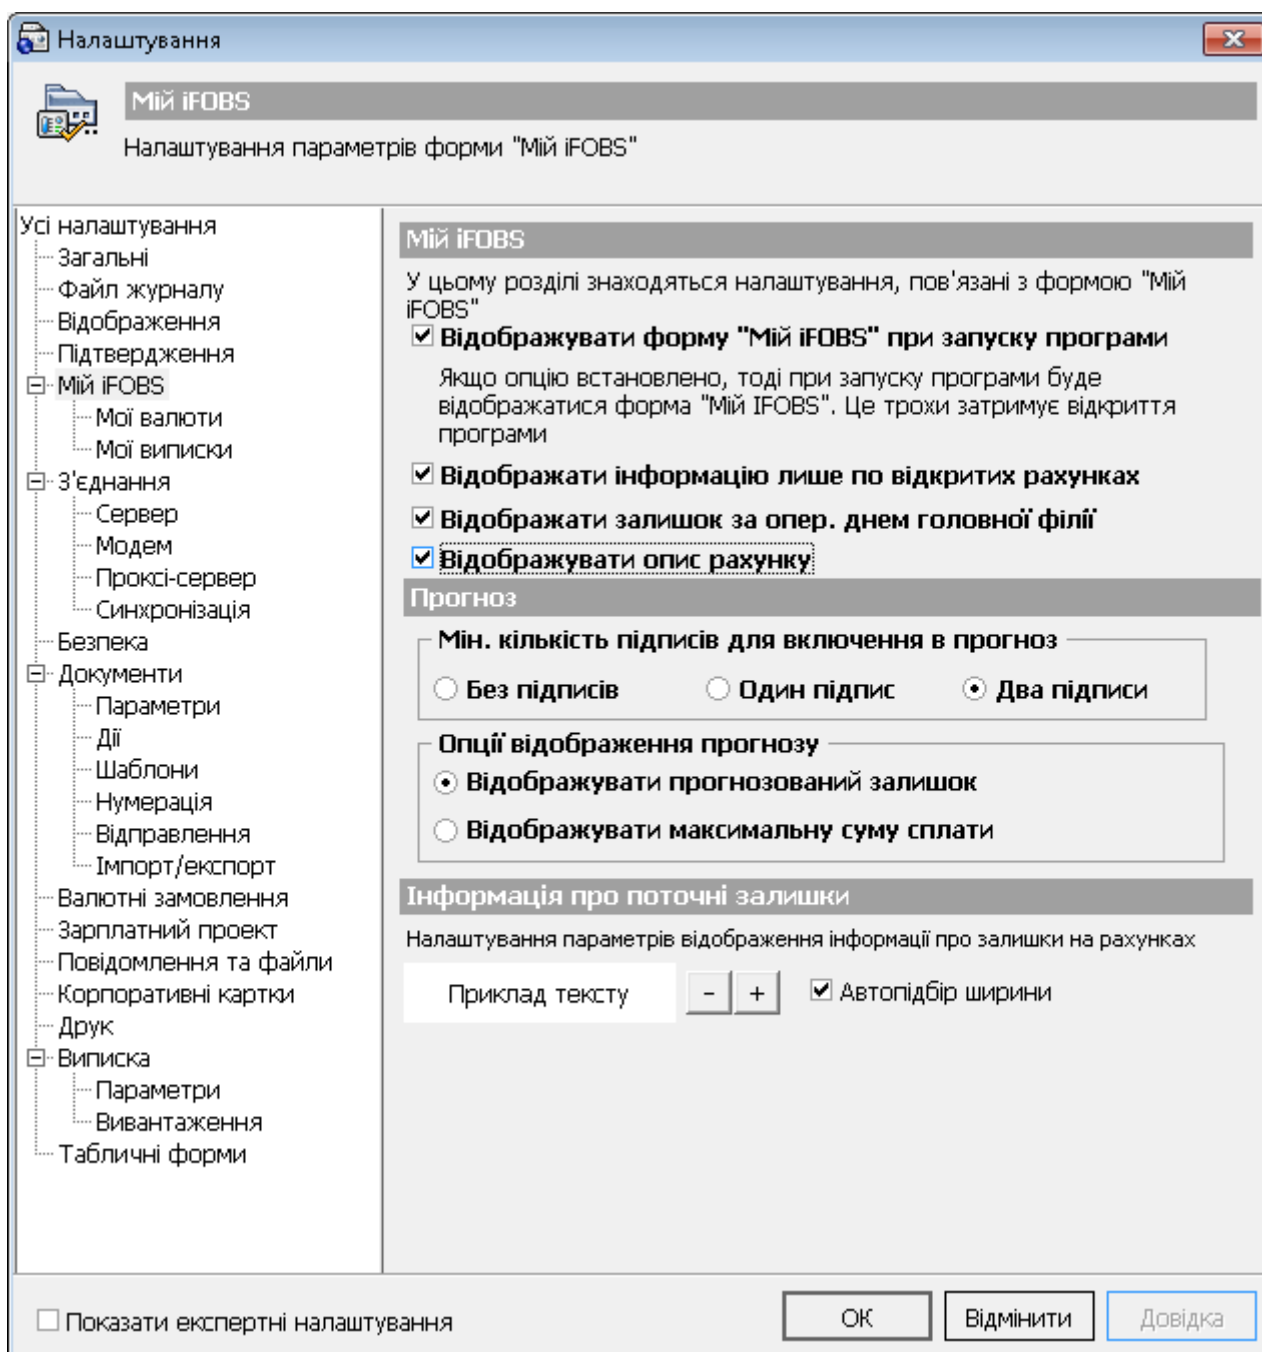 Налаштування
Мій iFOBS
Налаштування параметрів форми "Мій iFOBS"
Усі налаштування
Загальні
Файл журналу
Відображення
Підтвердження
Мій iFOBS
Мої валюти
Мої виписки
З'єднання
Сервер
Модем
Проксі-сервер
Синхронізація
Безпека
Документи
Параметри
Дії
Шаблони
Нумерація
Відправлення
Імпорт/експорт
Валютні замовлення
Зарплатний проект
Повідомлення та файли
Корпоративні картки
Друк
Виписка
Параметри
Вивантаження
Табличні форми
Мій iFOBS
У цьому розділі знаходяться налаштування, пов'язані з формою "Мій
iFOBS"
Відображувати форму "Мій iFOBS" при запуску програми
Якщо опцію встановлено, тоді при запуску програми буде
відображатися форма "Мій IFOBS". Це трохи затримує відкриття
програми
Відображати інформацію лише по відкритих рахунках
Відображати залишок за опер. днем головної філії
Відображувати опис рахунку
Прогноз
Мін. кількість підписів для включення в прогноз
Без підписів Один підпис Два підписи
Опції відображення прогнозу
Відображувати прогнозований залишок
Відображувати максимальну суму сплати
Інформація про поточні залишки
Налаштування параметрів відображення інформації про залишки на рахунках
Приклад тексту - + Автопідбір ширини
Показати експертні налаштування
ОК Відмінити Довідка